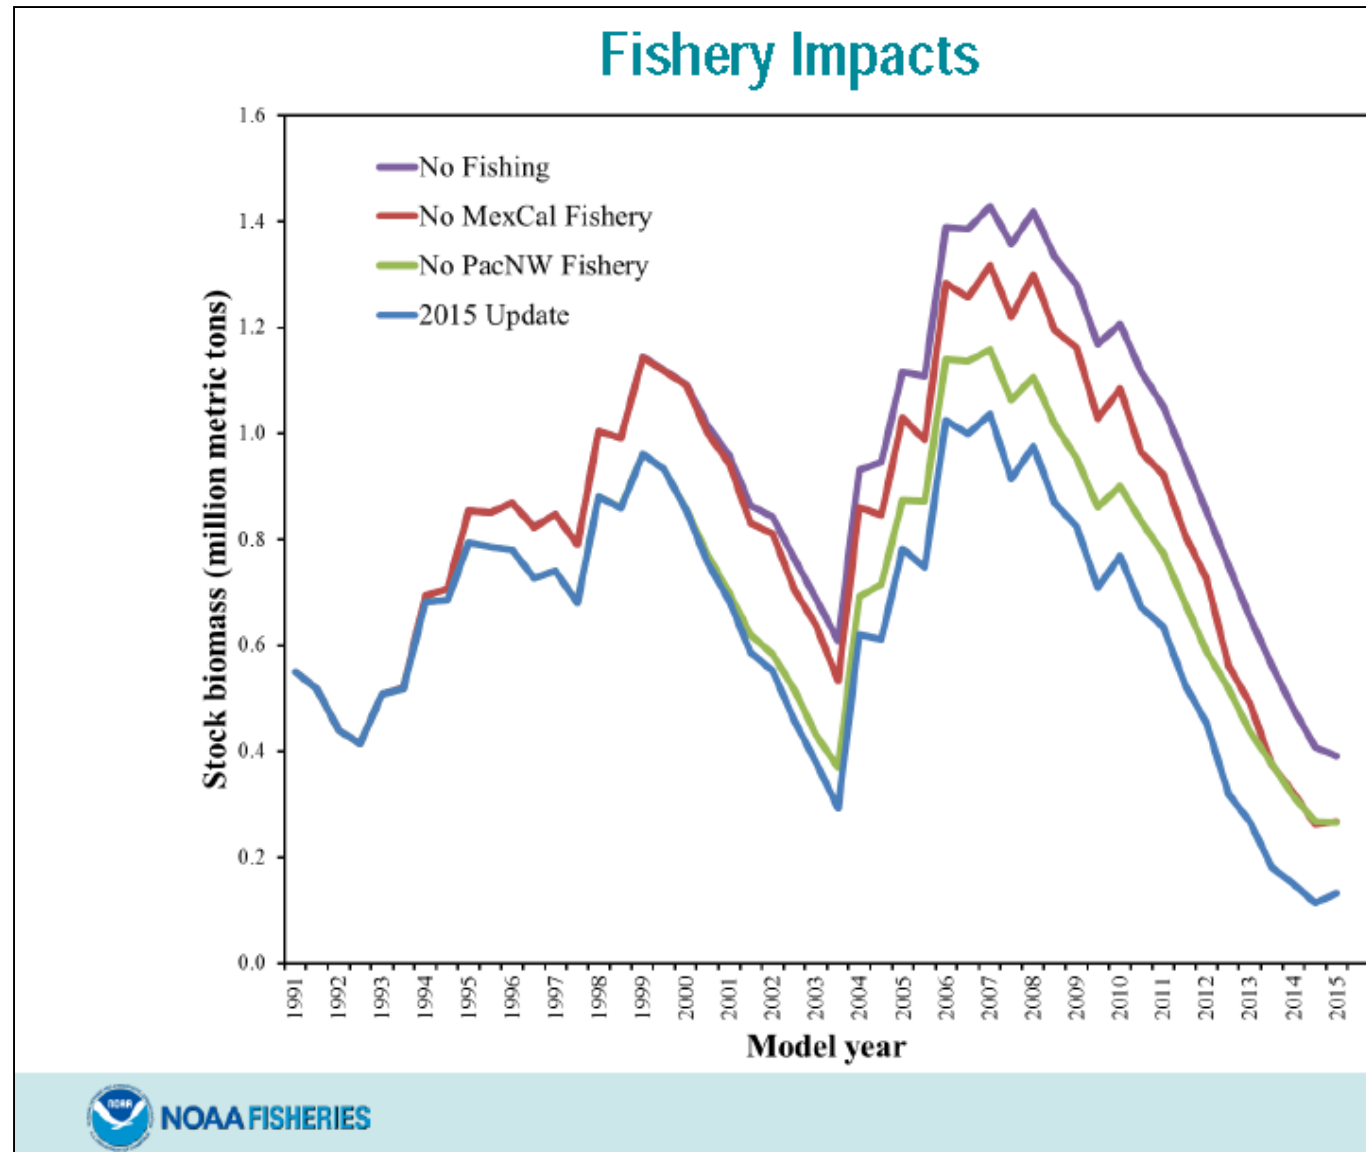 Fishery Impacts
1.6
1.4
1.2
1.0
0.8
0.6
0.4
0.2
0.0
Stock biomass (million metric tons)
No Fishing
No MexCal Fishery
No PacNW Fishery
2015 Update
1991 1992 1993 1994 1995 1996 1997 1998 1999 2000 2001 2002 2003 2004 2005 2006 2007 2008 2009 2010 2011 2012 2013 2014 2015
Model year
NOAA
NOAA FISHERIES